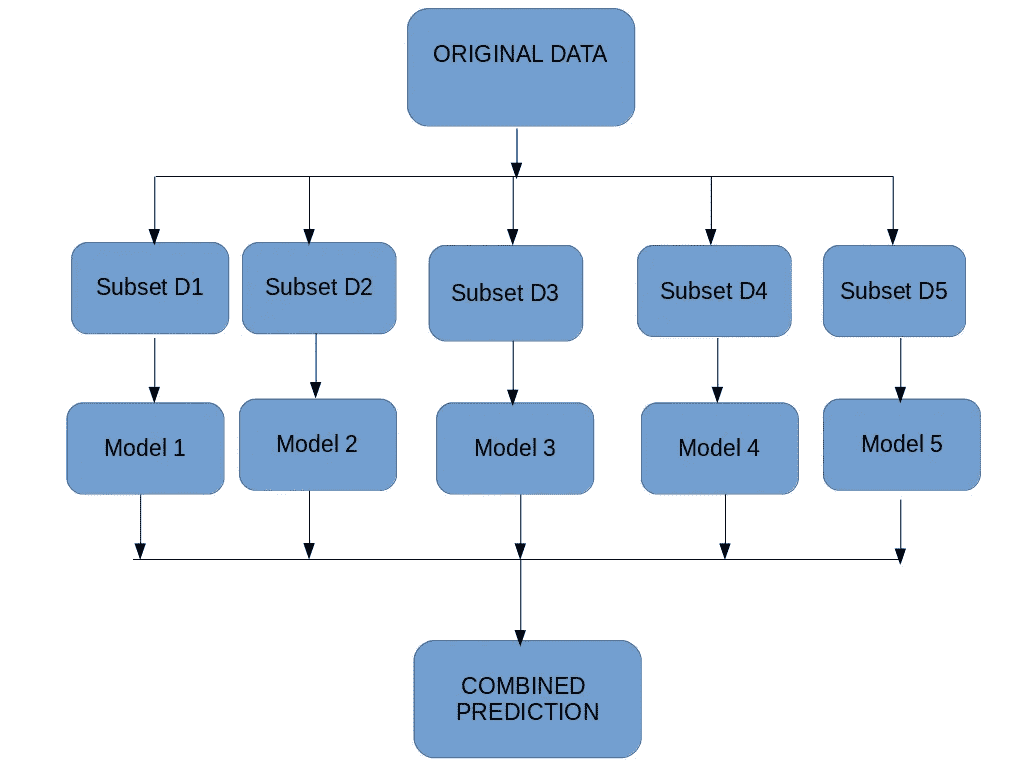 ORIGINAL DATA
Subset D1
Subset D2
Subset D3
Subset D4
Subset D5
Model 1
Model 2
Model 3
Model 4
Model 5
COMBINED
PREDICTION